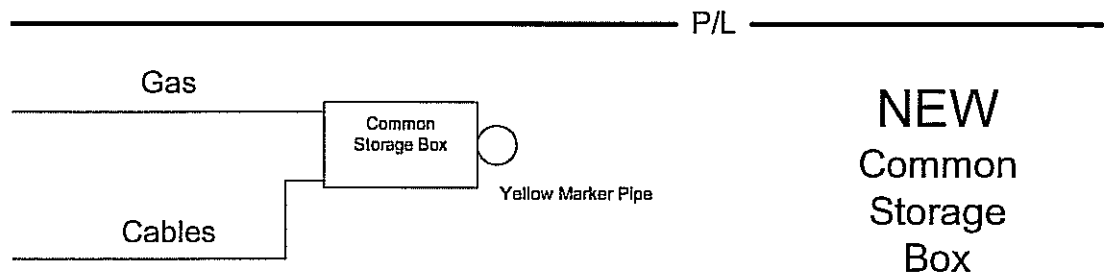 P/L
Gas
Common
Storage Box
Yellow Marker Pipe
Cables
NEW
Common
Storage
Box